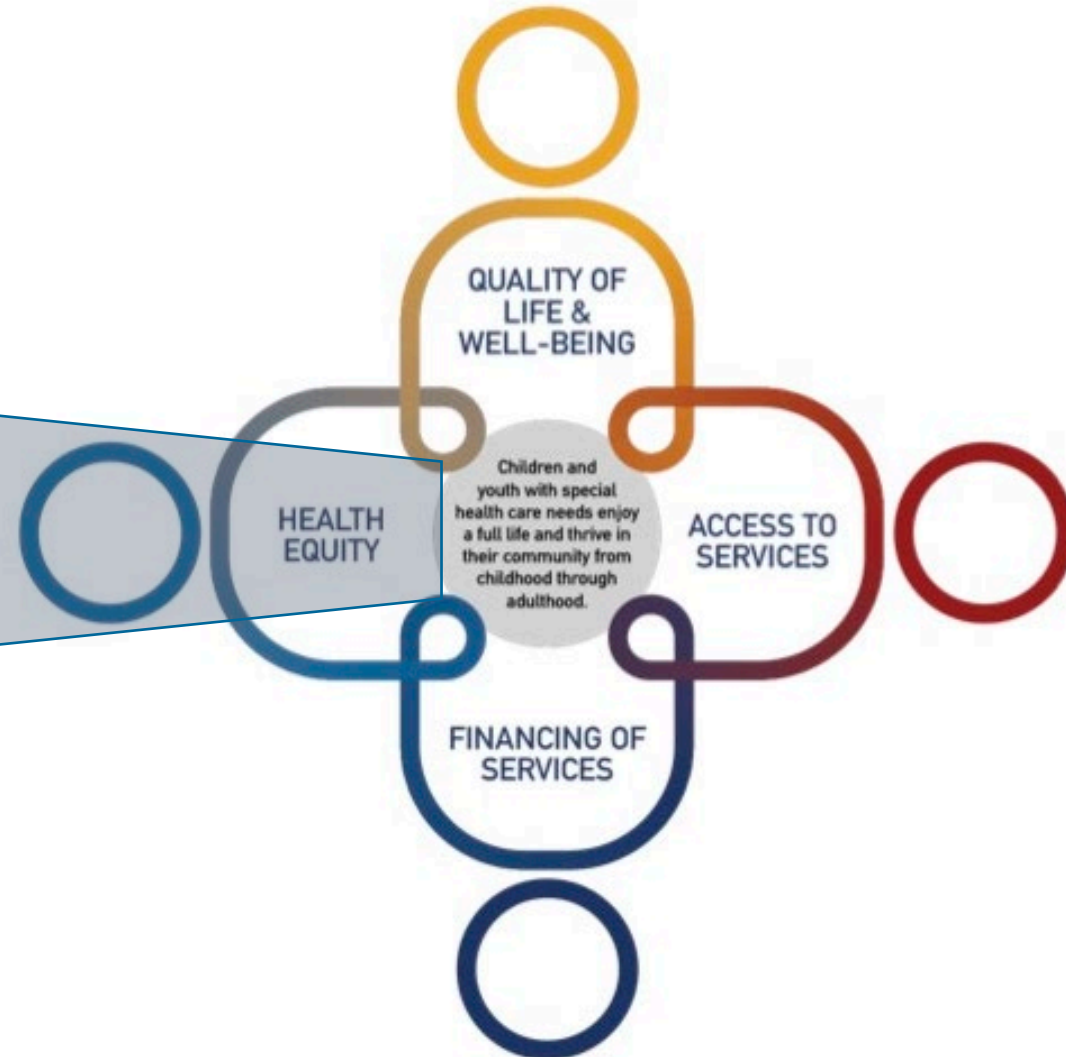 QUALITY OF
LIFE &
WELL-BEING
HEALTH
EQUITY
Children and
youth with special
health care needs enjoy
a full life and thrive in
their community from
childhood through
adulthood.
ACCESS TO
SERVICES
FINANCING OF
SERVICES